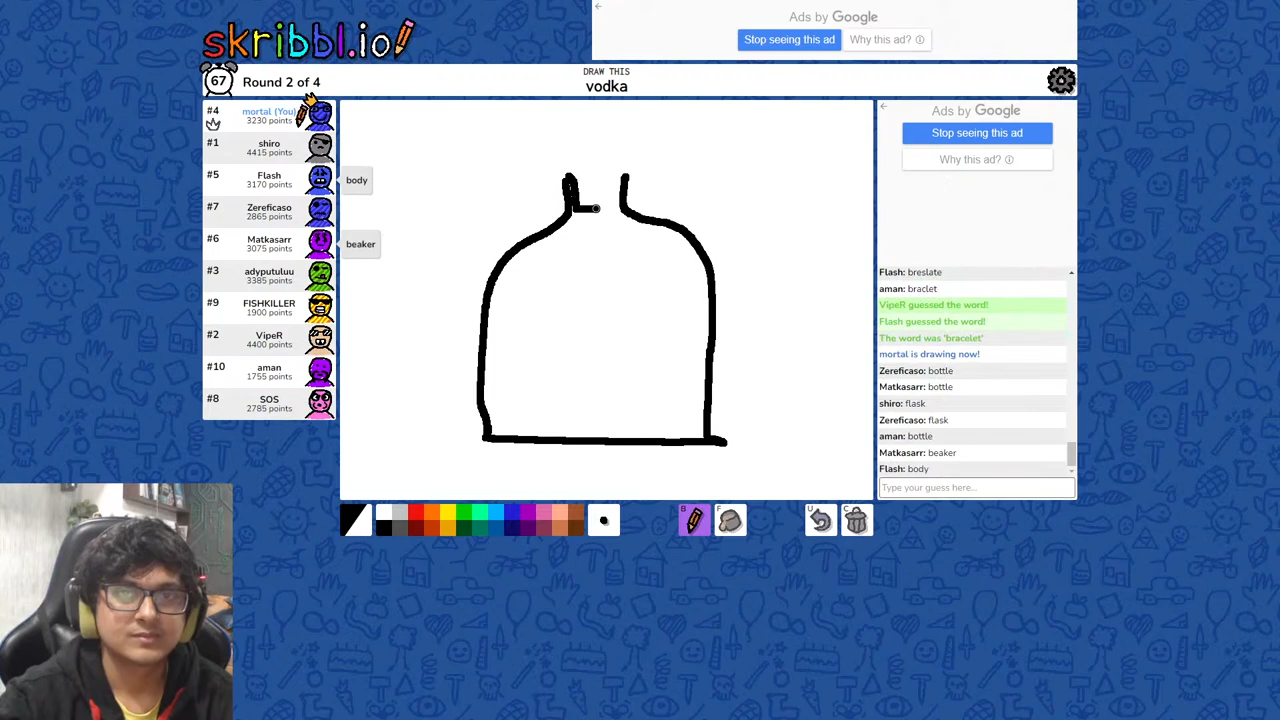 Ads by Google
Stop seeing this ad
Why this ad?
skribbl.io
67
Round 2 of 4
DRAW THIS
vodka
#4
mortal (You)
3230 points
#1
shiro
4415 points
#5
Flash
3170 points
body
#7
Zereficaso
2865 points
#6
Matkasarr
3075 points
beaker
#3
adyputuluu
3385 points
#9
FISHKILLER
1900 points
#2
VipeR
4400 points
#10
aman
1755 points
#8
SOS
2785 points
Ads by Google
Stop seeing this ad
Why this ad?
Flash: breslate
aman: braclet
VipeR guessed the word!
Flash guessed the word!
The word was 'bracelet'
mortal is drawing now!
Zereficaso: bottle
Matkasarr: bottle
shiro: flask
Zereficaso: flask
aman: bottle
Matkasarr: beaker
Flash: body
Type your guess here...
B
F
U
C